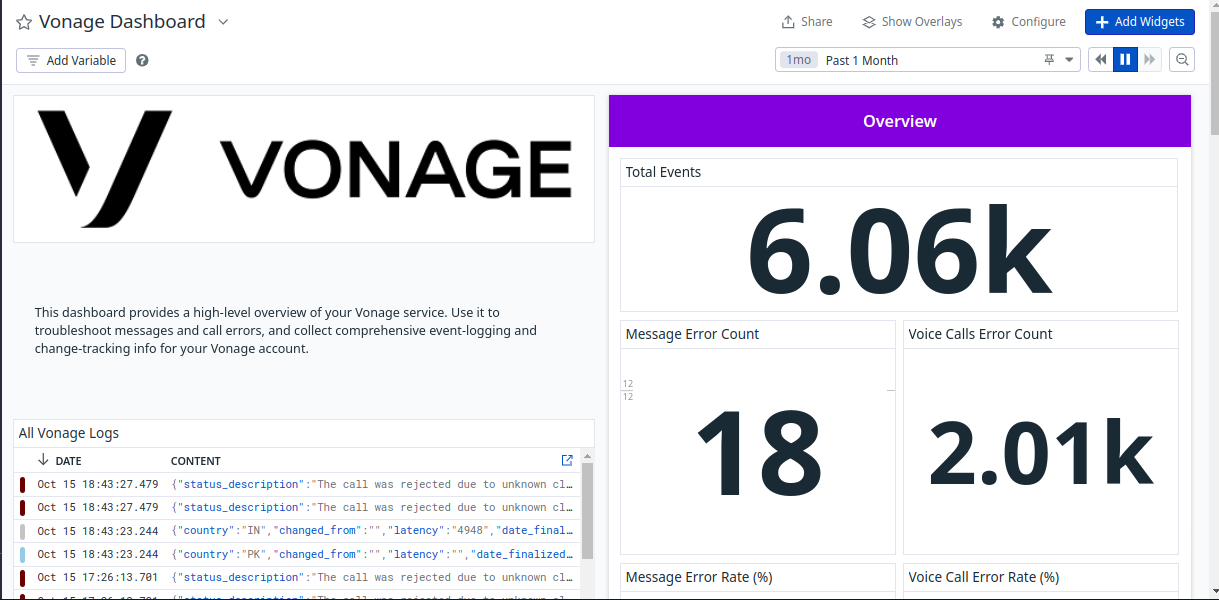 Vonage Dashboard
Share
Show Overlays
Configure
Add Widgets
Add Variable
?
1mo
Past 1 Month
VONAGE
This dashboard provides a high-level overview of your Vonage service. Use it to
troubleshoot messages and call errors, and collect comprehensive event-logging and
change-tracking info for your Vonage account.
All Vonage Logs
DATE CONTENT
Oct 15 18:43:27.479 {"status_description":"The call was rejected due to unknown cl…
Oct 15 18:43:27.479 {"status_description":"The call was rejected due to unknown cl…
Oct 15 18:43:23.244 {"country":"IN","changed_from":"","latency":"4948","date_final…
Oct 15 18:43:23.244 {"country":"PK","changed_from":"","latency":"","date_finalized…
Oct 15 17:26:13.701 {"status_description":"The call was rejected due to unknown cl…
Overview
Total Events
6.06k
Message Error Count
12
12
18
Voice Calls Error Count
2.01k
Message Error Rate (%)
Voice Call Error Rate (%)